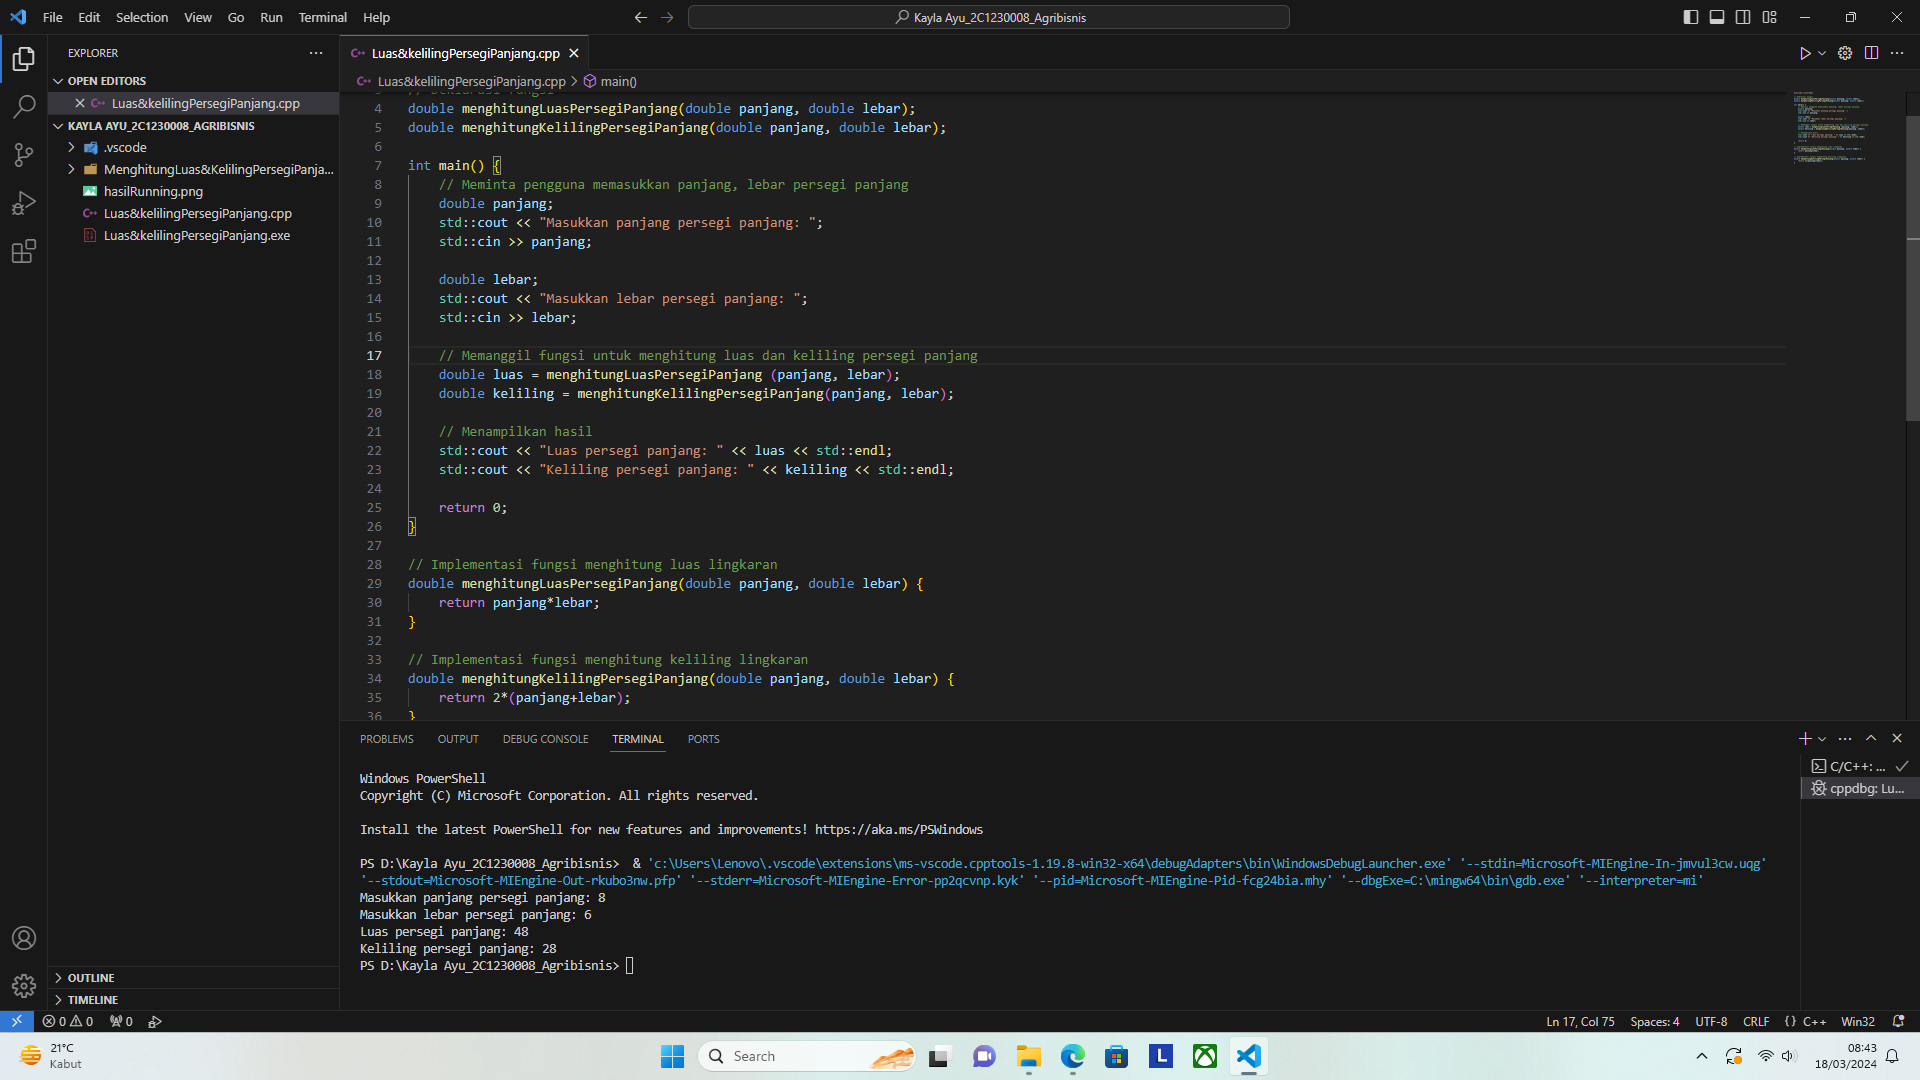 File Edit Selection View Go Run Terminal Help
Kayla Ayu_2C1230008_Agribisnis
EXPLORER
OPEN EDITORS
Luas&kelilingPersegiPanjang.cpp
KAYLA AYU_2C1230008_AGRIBISNIS
.vscode
MenghitungLuas&KelilingPersegiPanja...
hasilRunning.png
Luas&kelilingPersegiPanjang.cpp
Luas&kelilingPersegiPanjang.exe
OUTLINE
TIMELINE
Luas&kelilingPersegiPanjang.cpp
Luas&kelilingPersegiPanjang.cpp > main()
4 double menghitungLuasPersegiPanjang(double panjang, double lebar);
5 double menghitungKelilingPersegiPanjang(double panjang, double lebar);
6
7 int main() {
8 // Meminta pengguna memasukkan panjang, lebar persegi panjang
9 double panjang;
10 std::cout << "Masukkan panjang persegi panjang: ";
11 std::cin >> panjang;
12
13 double lebar;
14 std::cout << "Masukkan lebar persegi panjang: ";
15 std::cin >> lebar;
16
17 // Memanggil fungsi untuk menghitung luas dan keliling persegi panjang
18 double luas = menghitungLuasPersegiPanjang (panjang, lebar);
19 double keliling = menghitungKelilingPersegiPanjang(panjang, lebar);
20
21 // Menampilkan hasil
22 std::cout << "Luas persegi panjang: " << luas << std::endl;
23 std::cout << "Keliling persegi panjang: " << keliling << std::endl;
24
25 return 0;
26 }
27
28 // Implementasi fungsi menghitung luas lingkaran
29 double menghitungLuasPersegiPanjang(double panjang, double lebar) {
30 return panjang*lebar;
31 }
32
33 // Implementasi fungsi menghitung keliling lingkaran
34 double menghitungKelilingPersegiPanjang(double panjang, double lebar) {
35 return 2*(panjang+lebar);
36 }
PROBLEMS OUTPUT DEBUG CONSOLE TERMINAL PORTS
C/C++: ...
cppdbg: Lu...
Windows PowerShell
Copyright (C) Microsoft Corporation. All rights reserved.
Install the latest PowerShell for new features and improvements! https://aka.ms/PSWindows
PS D:\Kayla Ayu_2C1230008_Agribisnis> & 'c:\Users\Lenovo\.vscode\extensions\ms-vscode.cpptools-1.19.8-win32-x64\debugAdapters\bin\WindowsDebugLauncher.exe' '--stdin=Microsoft-MIEngine-In-jmvul3cw.uqg'
'--stdout=Microsoft-MIEngine-Out-rkubo3nw.pfp' '--stderr=Microsoft-MIEngine-Error-pp2qcvnp.kyk' '--pid=Microsoft-MIEngine-Pid-fcg24bia.mhy' '--dbgExe=C:\mingw64\bin\gdb.exe' '--interpreter=mi'
Masukkan panjang persegi panjang: 8
Masukkan lebar persegi panjang: 6
Luas persegi panjang: 48
Keliling persegi panjang: 28
PS D:\Kayla Ayu_2C1230008_Agribisnis>
0 0 0
Ln 17, Col 75 Spaces: 4 UTF-8 CRLF {} C++ Win32
21°C
Kabut
Search
L
08:43
18/03/2024